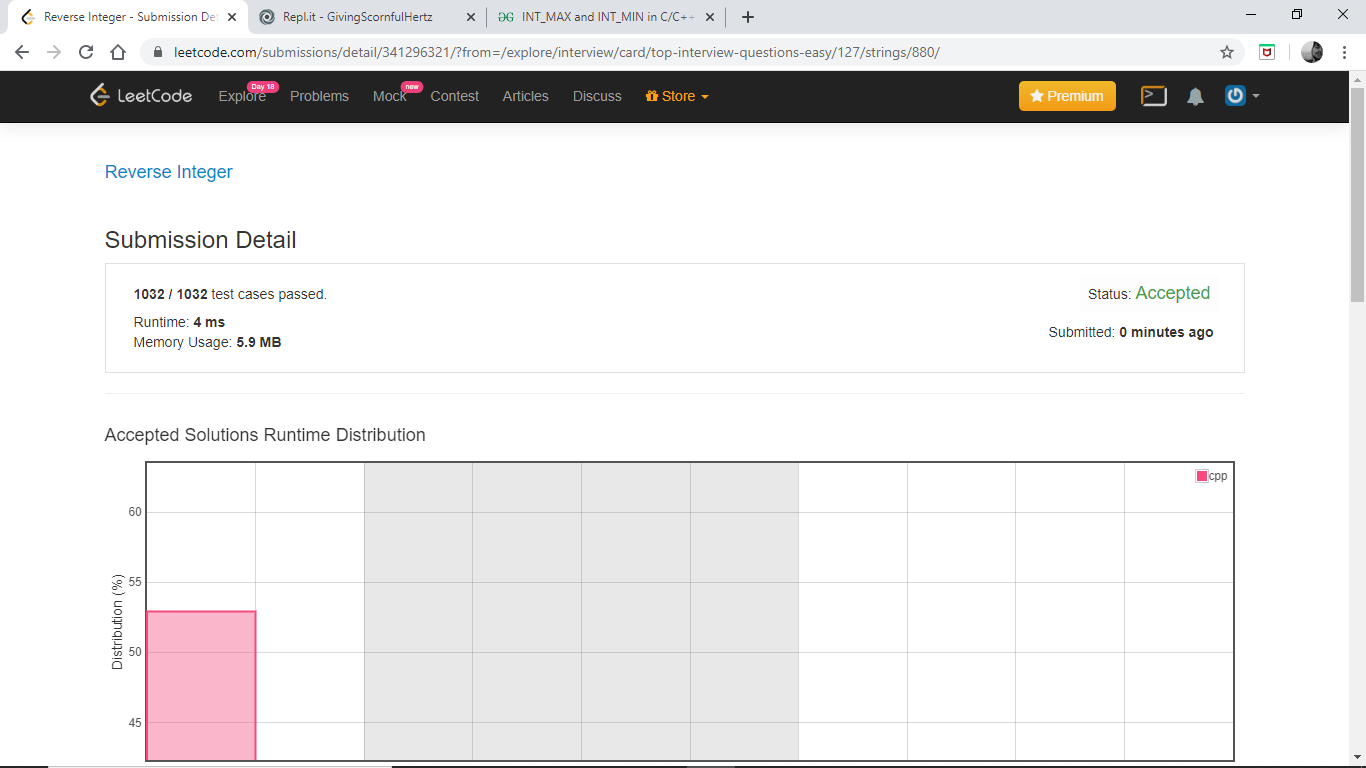 Reverse Integer - Submission Det
Repl.it - GivingScornfulHertz
INT_MAX and INT_MIN in C/C++
leetcode.com/submissions/detail/341296321/?from=/explore/interview/card/top-interview-questions-easy/127/strings/880/
LeetCode Explore Day 18 Problems Mock new Contest Articles Discuss Store Premium
Reverse Integer
Submission Detail
1032 / 1032 test cases passed.
Status: Accepted
Runtime: 4 ms
Submitted: 0 minutes ago
Memory Usage: 5.9 MB
Accepted Solutions Runtime Distribution
cpp
60
55
50
45
Distribution (%)